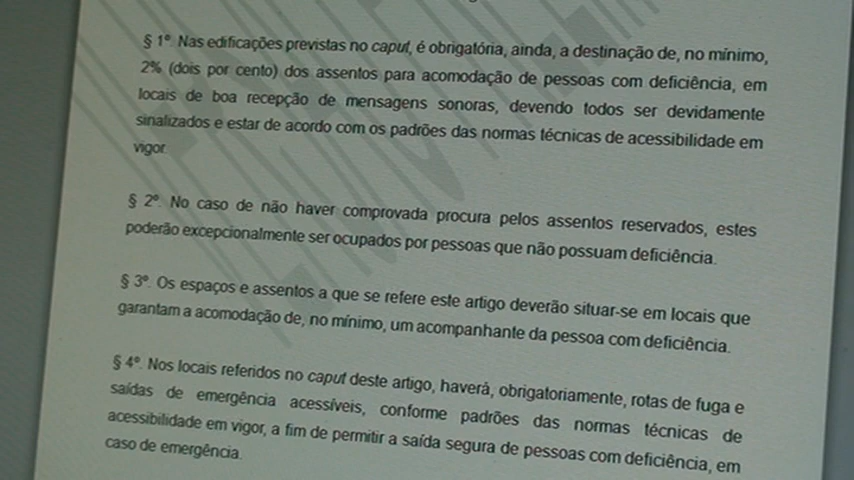 § 1º. Nas edificações previstas no caput, é obrigatória, ainda, a destinação de, no mínimo,
2% (dois por cento) dos assentos para acomodação de pessoas com deficiência, em
locais de boa recepção de mensagens sonoras, devendo todos ser devidamente
sinalizados e estar de acordo com os padrões das normas técnicas de acessibilidade em
vigor.
§ 2º. No caso de não haver comprovada procura pelos assentos reservados, estes
poderão excepcionalmente ser ocupados por pessoas que não possuam deficiência.
§ 3º. Os espaços e assentos a que se refere este artigo deverão situar-se em locais que
garantam a acomodação de, no mínimo, um acompanhante da pessoa com deficiência.
§ 4º. Nos locais referidos no caput deste artigo, haverá, obrigatoriamente, rotas de fuga e
saídas de emergência acessíveis, conforme padrões das normas técnicas de
acessibilidade em vigor, a fim de permitir a saída segura de pessoas com deficiência, em
caso de emergência.